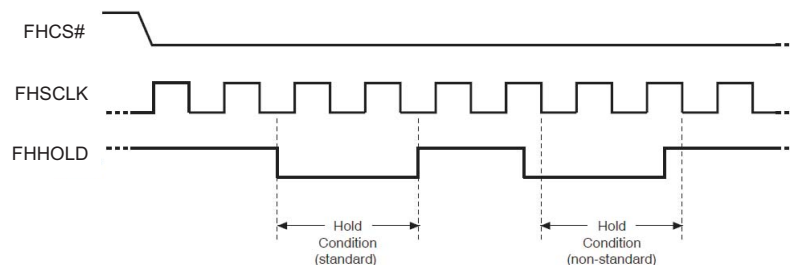 FHCS#
FHSCLK
FHHOLD
Hold
Condition
(standard)
Hold
Condition
(non-standard)